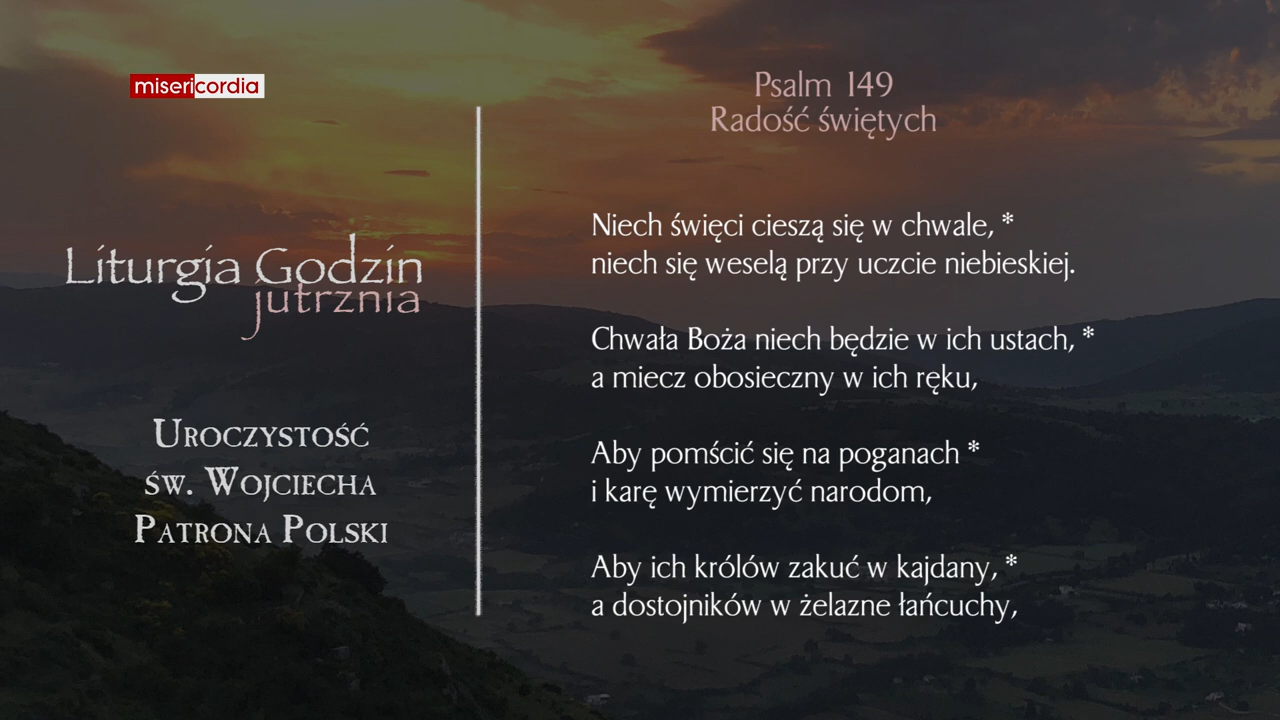 misericordia
Liturgia Godzin
jutrznia
Uroczystość
św. Wojciecha
Patrona Polski
Psalm 149
Radość świętych
Niech święci cieszą się w chwale, *
niech się weselą przy uczcie niebieskiej.
Chwała Boża niech będzie w ich ustach, *
a miecz obosieczny w ich ręku,
Aby pomścić się na poganach *
i karę wymierzyć narodom,
Aby ich królów zakuć w kajdany, *
a dostojników w żelazne łańcuchy,